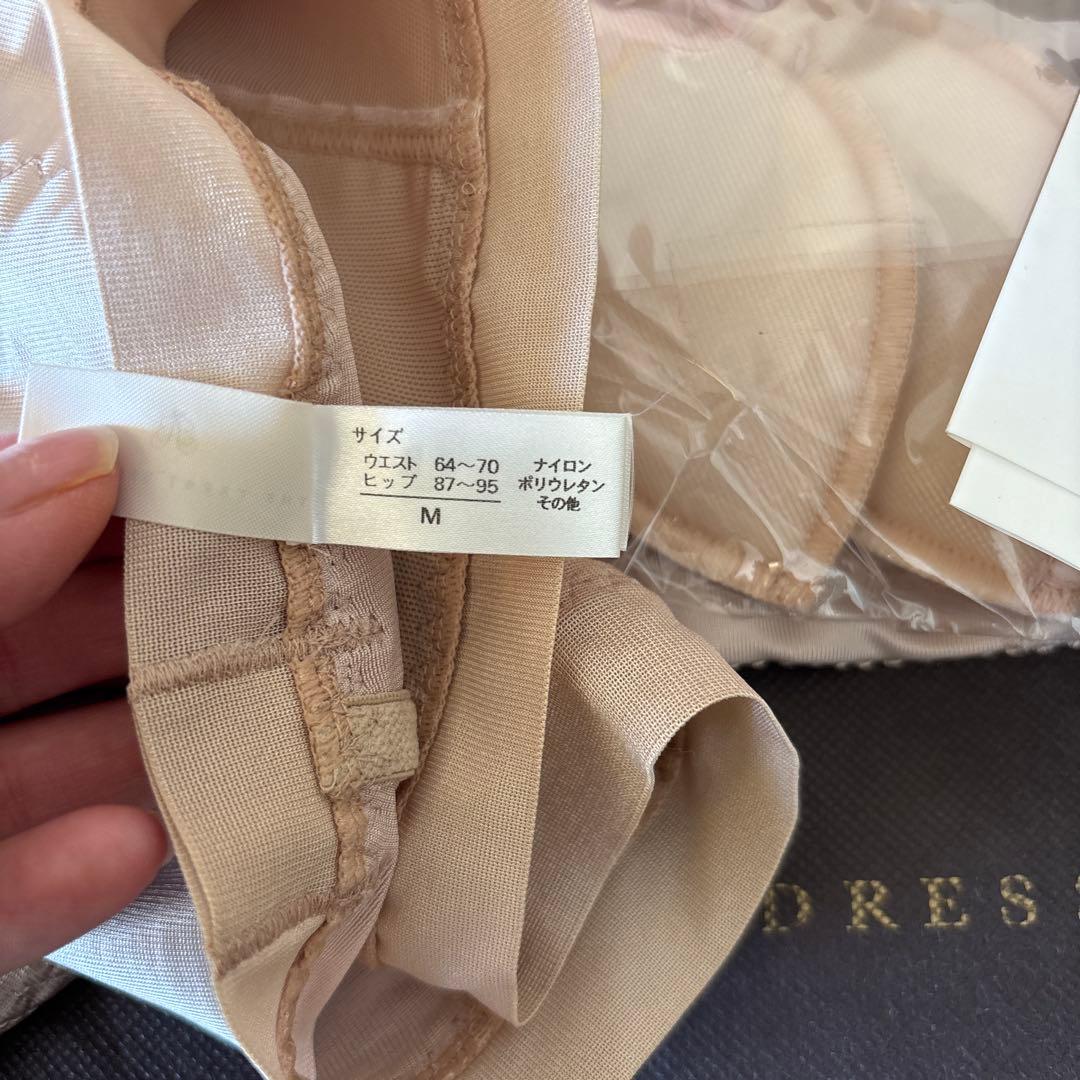 サイズ
ウエスト 64～70
ヒップ 87～95
M
ナイロン
ポリウレタン
その他
DRES